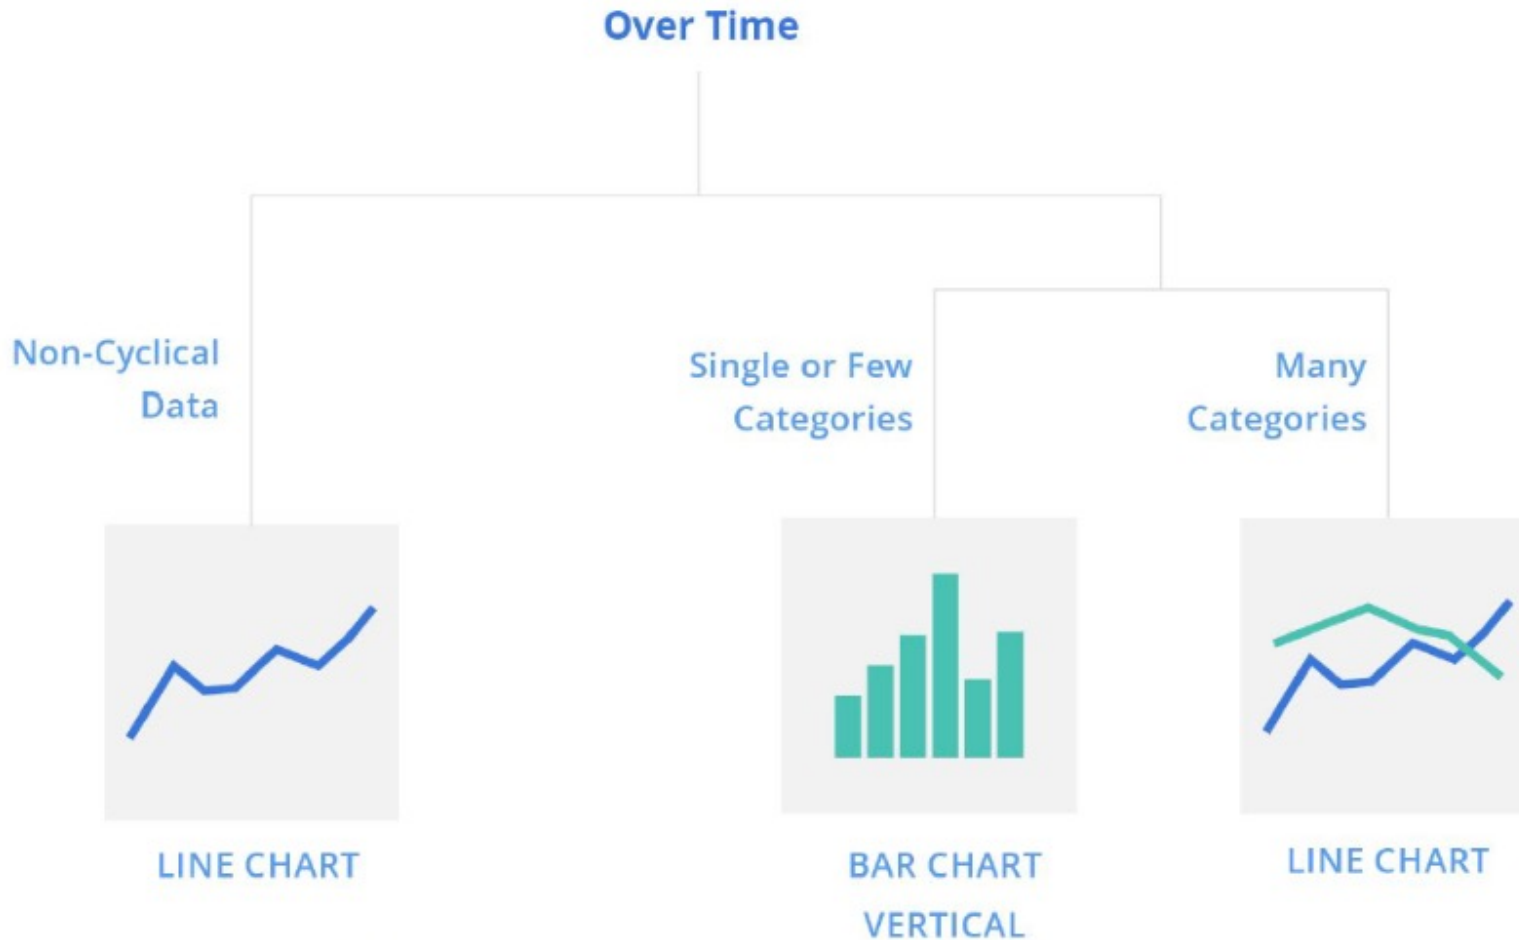 Over Time
Non-Cyclical
Data
Single or Few
Categories
Many
Categories
LINE CHART
BAR CHART
VERTICAL
LINE CHART